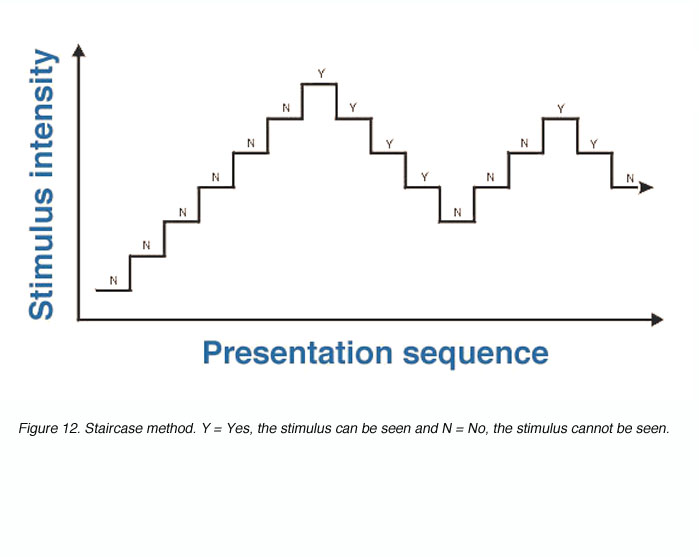 Stimulus intensity
Y
N Y
N Y Y
N Y N
N Y N N
N N
N
N
Presentation sequence
Figure 12. Staircase method. Y = Yes, the stimulus can be seen and N = No, the stimulus cannot be seen.